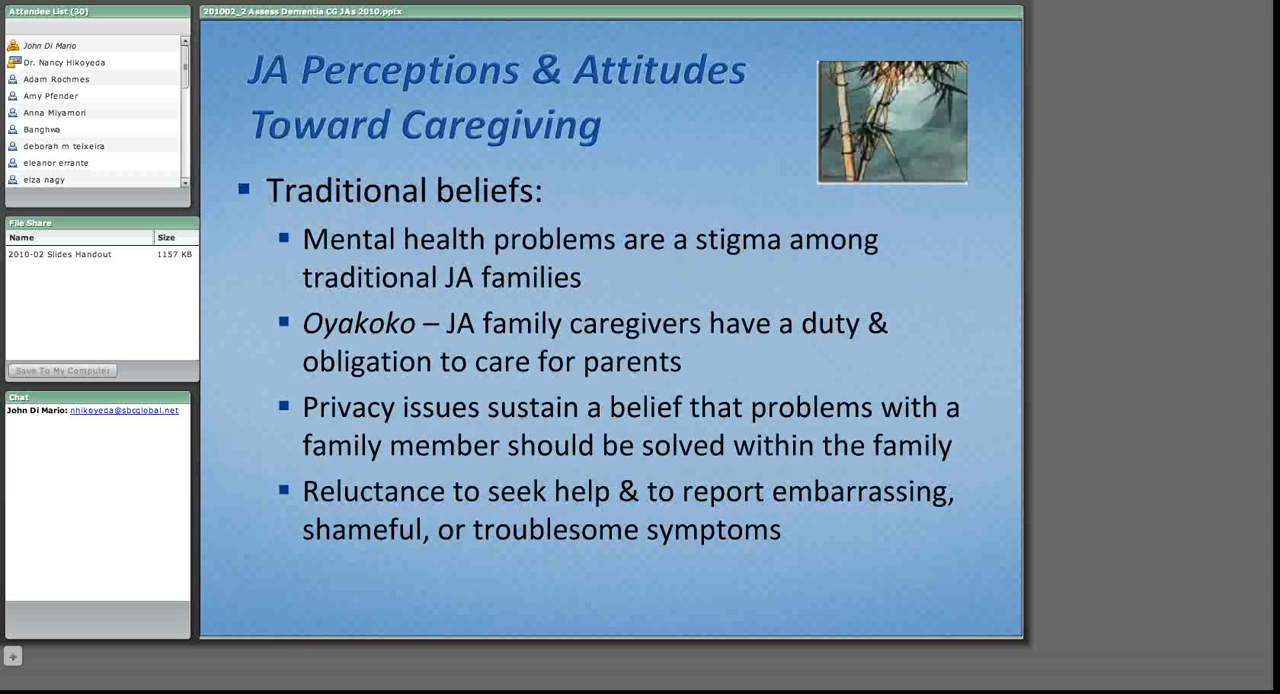 Attendee List (30)
John Di Mario
Dr. Nancy Hikoyeda
Adam Rochmes
Amy Pfender
Anna Miyamori
Banghwa
deborah m teixeira
eleanor errante
elza nagy
File Share
Name Size
2010-02 Slides Handout 1157 KB
Save To My Computer
Chat
John Di Mario: nhikoyeda@sbcglobal.net
201002_2 Assess Dementia CG JAs 2010.pptx
JA Perceptions & Attitudes
Toward Caregiving
Traditional beliefs:
Mental health problems are a stigma among
traditional JA families
Oyakoko – JA family caregivers have a duty &
obligation to care for parents
Privacy issues sustain a belief that problems with a
family member should be solved within the family
Reluctance to seek help & to report embarrassing,
shameful, or troublesome symptoms